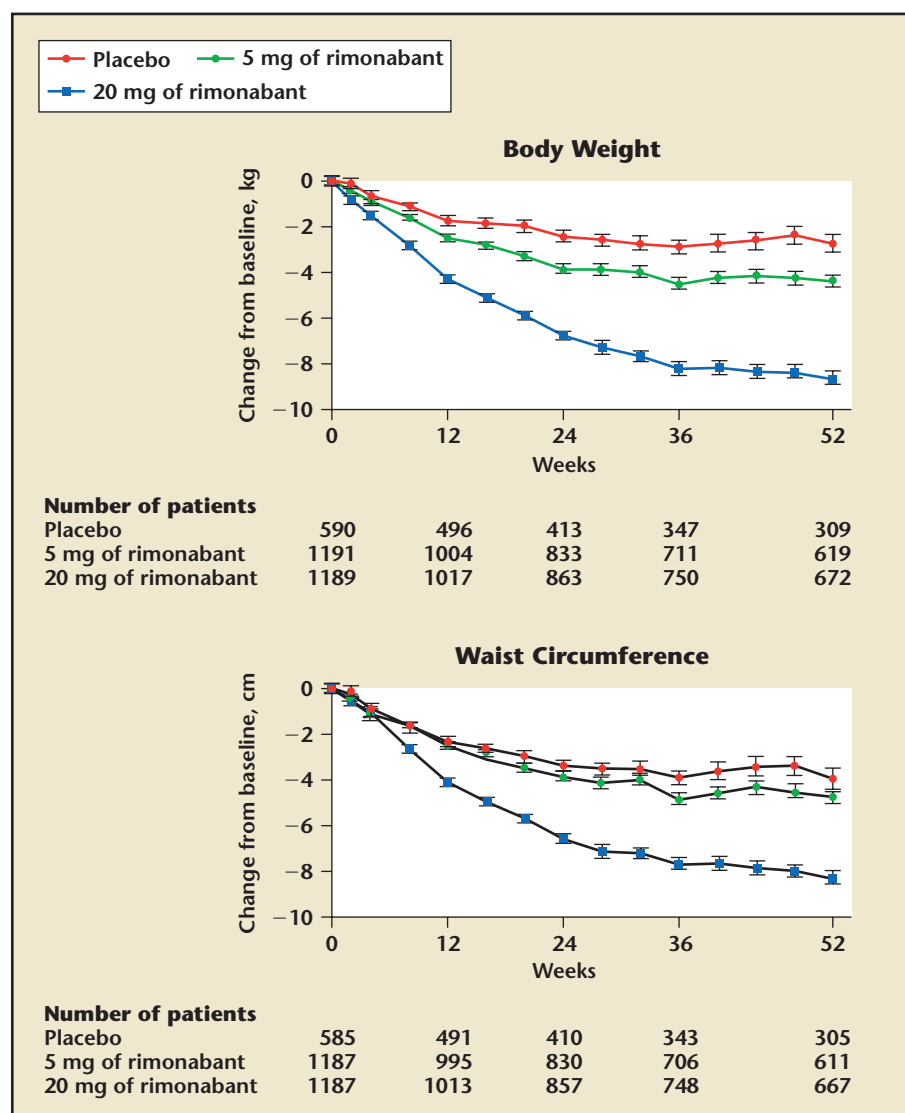 Placebo 5 mg of rimonabant
20 mg of rimonabant
Body Weight
Change from baseline, kg
0
−2
−4
−6
−8
−10
0 12 24 36 52
Weeks
Number of patients
Placebo 590 496 413 347 309
5 mg of rimonabant 1191 1004 833 711 619
20 mg of rimonabant 1189 1017 863 750 672
Waist Circumference
Change from baseline, cm
0
−2
−4
−6
−8
−10
0 12 24 36 52
Weeks
Number of patients
Placebo 585 491 410 343 305
5 mg of rimonabant 1187 995 830 706 611
20 mg of rimonabant 1187 1013 857 748 667